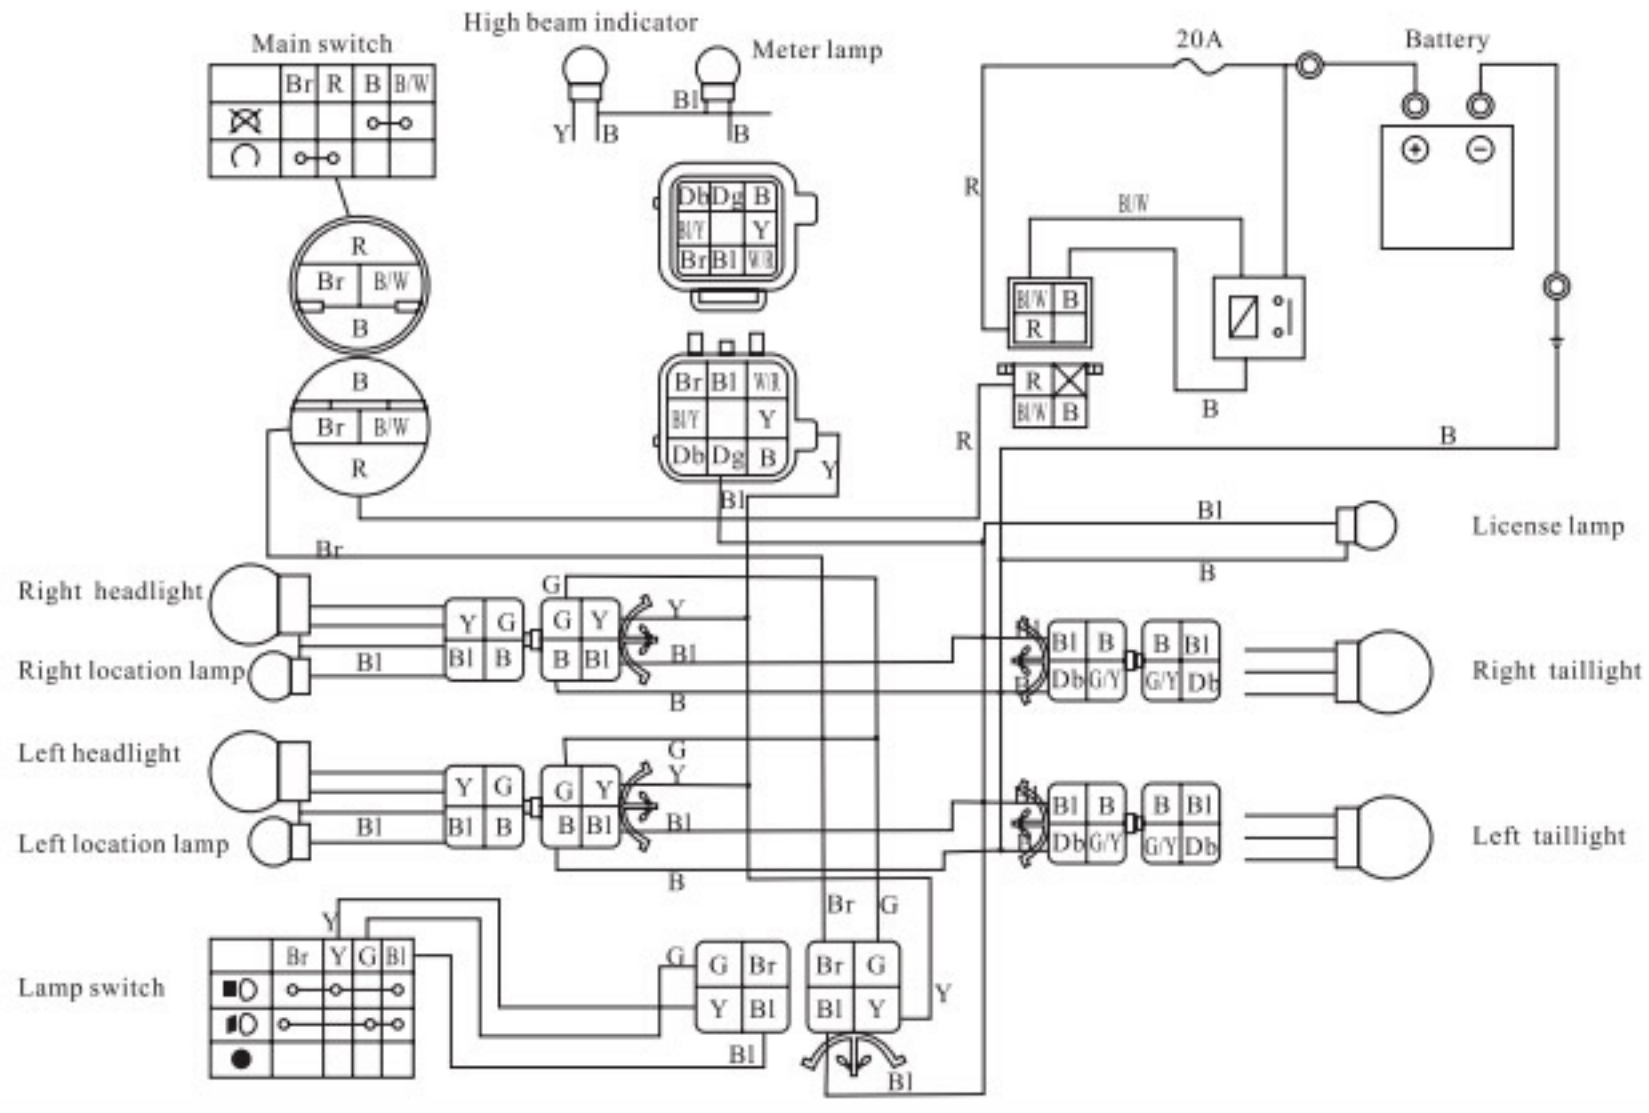 High beam indicator
Main switch
Meter lamp
20A
Battery
Br R B B/W
Bl
Y B
B
R
Br B/W
B
B
Br B/W
R
Db Dg B
Bl/Y Y
Br Bl W/R
Br Bl W/R
Bl/Y Y
Db Dg B
Y
Bl
R
Bl/W
+ −
Bl/W B
R
R
Bl/W B
B
R
B
Bl
License lamp
B
Br
Right headlight
G
Y G
Bl B
G Y
B Bl
Y
Bl
B
Bl
Right location lamp
Bl B
Db G/Y
B Bl
G/Y Db
Right taillight
Left headlight
G
Y
Y G
Bl B
G Y
B Bl
Bl
B
Bl
Left location lamp
Bl B
Db G/Y
B Bl
G/Y Db
Left taillight
Br G
Y
Br Y G Bl
Lamp switch
G
G Br
Y Bl
Br G
Bl Y
Y
Bl
Bl